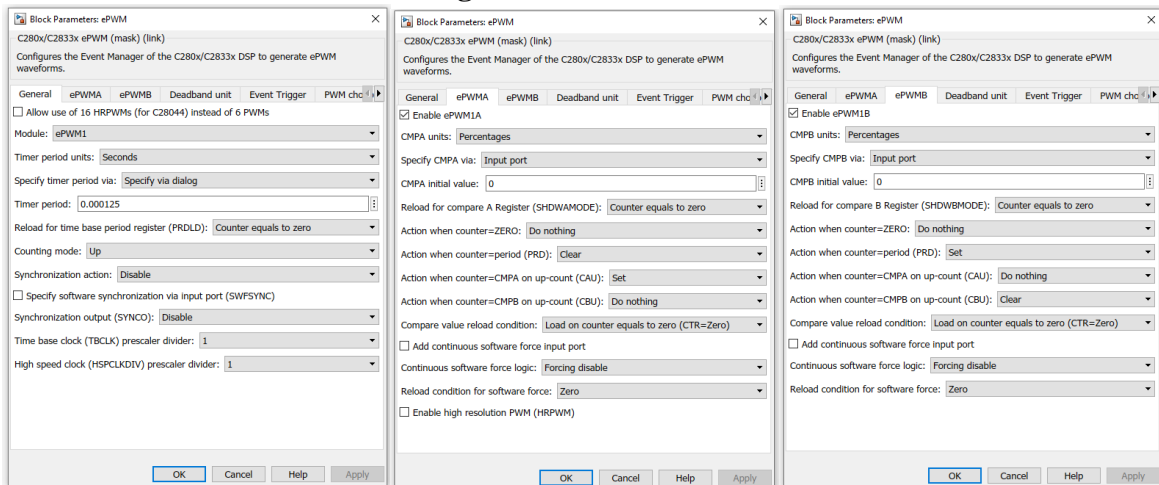 Block Parameters: ePWM
C280x/C2833x ePWM (mask) (link)
Configures the Event Manager of the C280x/C2833x DSP to generate ePWM
waveforms.
General ePWMA ePWMB Deadband unit Event Trigger PWM cho
Allow use of 16 HRPWMs (for C28044) instead of 6 PWMs
Module: ePWM1
Timer period units: Seconds
Specify timer period via: Specify via dialog
Timer period: 0.000125
Reload for time base period register (PRDLD): Counter equals to zero
Counting mode: Up
Synchronization action: Disable
Specify software synchronization via input port (SWFSYNC)
Synchronization output (SYNCO): Disable
Time base clock (TBCLK) prescaler divider: 1
High speed clock (HSPCLKDIV) prescaler divider: 1
OK Cancel Help Apply
Block Parameters: ePWM
C280x/C2833x ePWM (mask) (link)
Configures the Event Manager of the C280x/C2833x DSP to generate ePWM
waveforms.
General ePWMA ePWMB Deadband unit Event Trigger PWM cho
Enable ePWM1A
CMPA units: Percentages
Specify CMPA via: Input port
CMPA initial value: 0
Reload for compare A Register (SHDWAMODE): Counter equals to zero
Action when counter=ZERO: Do nothing
Action when counter=period (PRD): Clear
Action when counter=CMPA on up-count (CAU): Set
Action when counter=CMPB on up-count (CBU): Do nothing
Compare value reload condition: Load on counter equals to zero (CTR=Zero)
Add continuous software force input port
Continuous software force logic: Forcing disable
Reload condition for software force: Zero
Enable high resolution PWM (HRPWM)
OK Cancel Help Apply
Block Parameters: ePWM
C280x/C2833x ePWM (mask) (link)
Configures the Event Manager of the C280x/C2833x DSP to generate ePWM
waveforms.
General ePWMA ePWMB Deadband unit Event Trigger PWM cho
Enable ePWM1B
CMPB units: Percentages
Specify CMPB via: Input port
CMPB initial value: 0
Reload for compare B Register (SHDWBMODE): Counter equals to zero
Action when counter=ZERO: Do nothing
Action when counter=period (PRD): Set
Action when counter=CMPA on up-count (CAU): Do nothing
Action when counter=CMPB on up-count (CBU): Clear
Compare value reload condition: Load on counter equals to zero (CTR=Zero)
Add continuous software force input port
Continuous software force logic: Forcing disable
Reload condition for software force: Zero
OK Cancel Help Apply